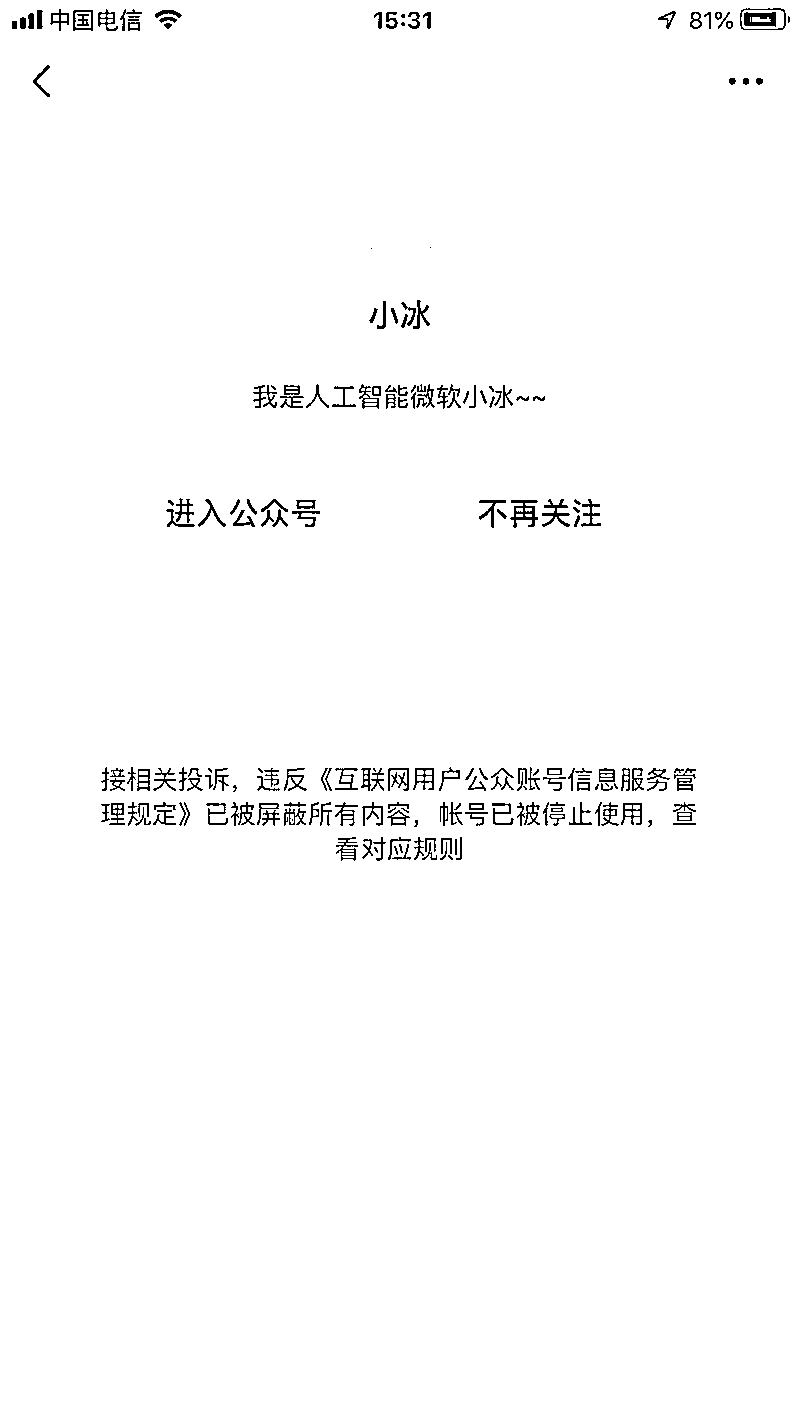 中国电信 15:31 81%
小冰
我是人工智能微软小冰~~
进入公众号 不再关注
接相关投诉，违反《互联网用户公众账号信息服务管
理规定》已被屏蔽所有内容，帐号已被停止使用，查
看对应规则